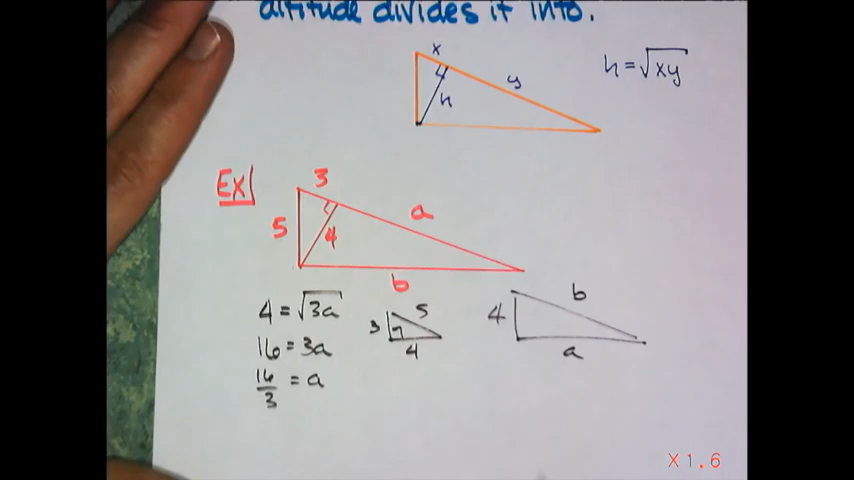 altitude divides it into.
x
y
h
h = √xy
Ex)
3
5
4
a
b
4 = √3a
16 = 3a
16/3 = a
5
3
4
b
4
a
X1.6